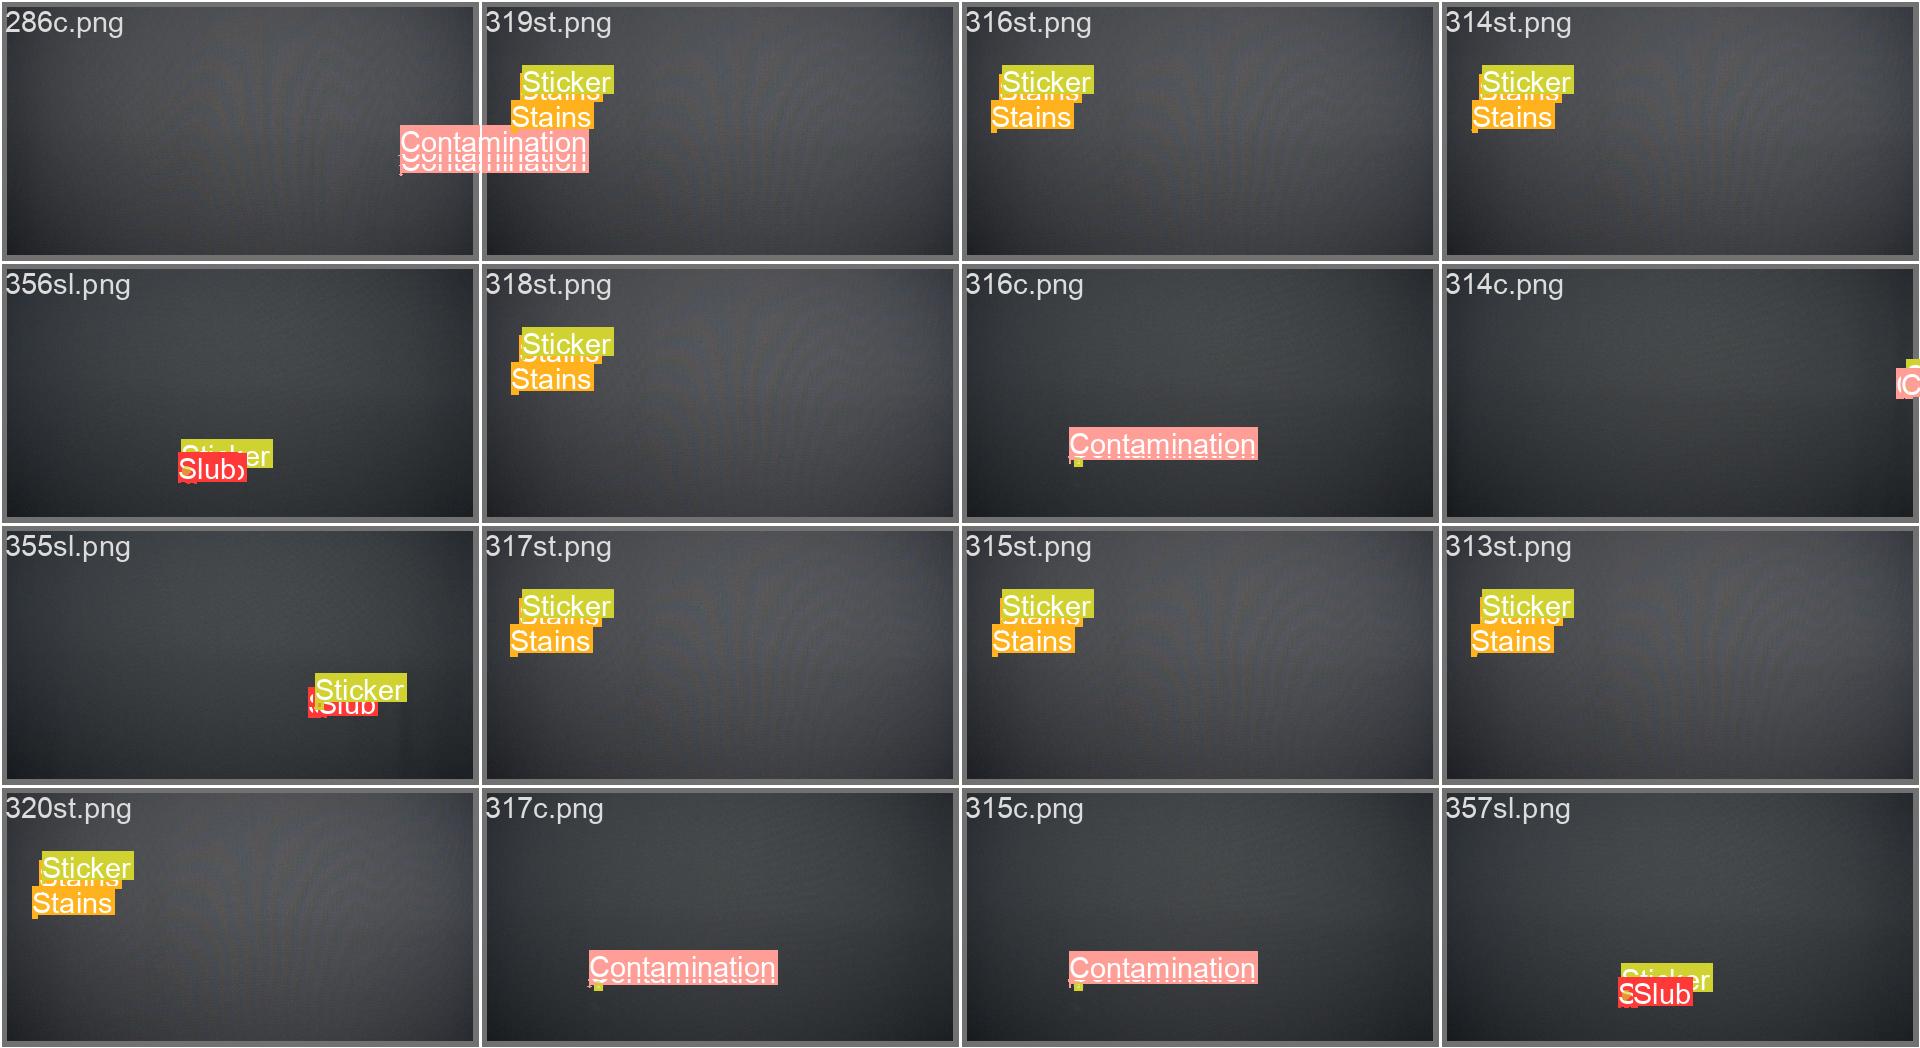 286c.png
319st.png
316st.png
314st.png
Sticker
Stains
Stains
Sticker
Stains
Stains
Sticker
Stains
Stains
Contamination
Contamination
356sl.png
318st.png
316c.png
314c.png
Sticker
Stains
Stains
Sticker
Slub
Contamination
C
355sl.png
317st.png
315st.png
313st.png
Sticker
Stains
Stains
Sticker
Stains
Stains
Sticker
Stains
Stains
Sticker
Slub
320st.png
317c.png
315c.png
357sl.png
Sticker
Stains
Stains
Contamination
Contamination
Sticker
Slub